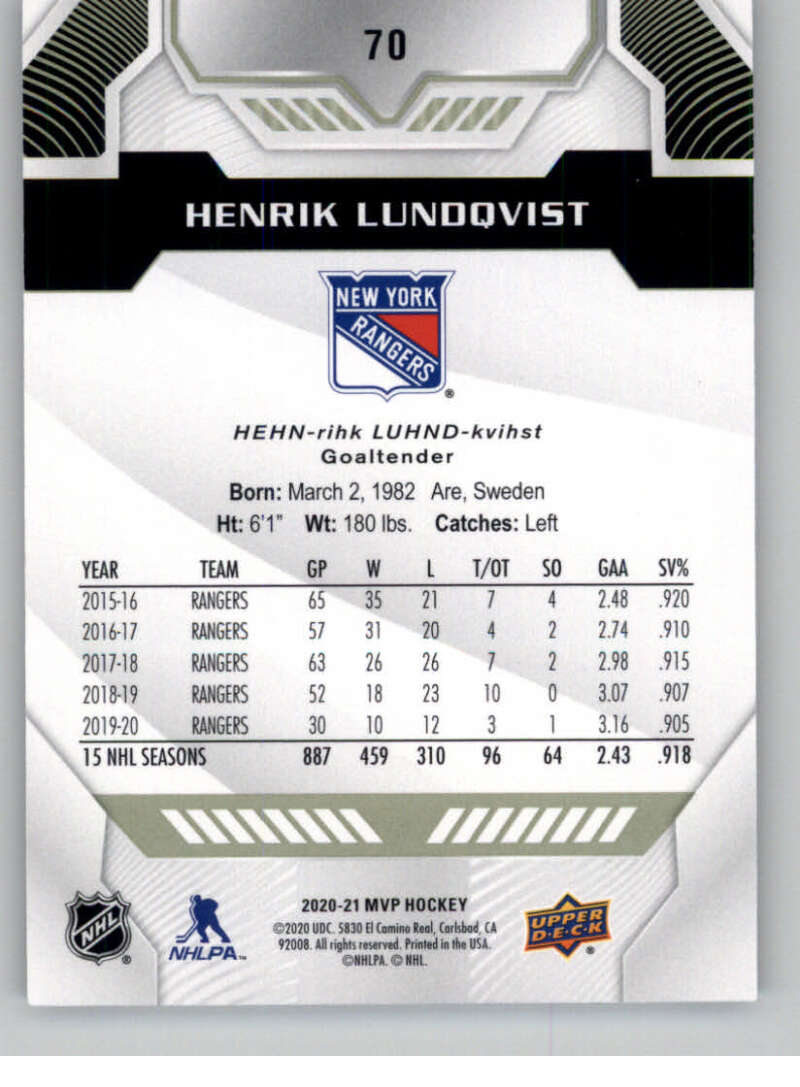 70
HENRIK LUNDQVIST
NEW YORK
RANGERS
®
HEHN-rihk LUHND-kvihst
Goaltender
Born: March 2, 1982 Are, Sweden
Ht: 6'1" Wt: 180 lbs. Catches: Left
YEAR TEAM GP W L T/OT SO GAA SV%
2015-16 RANGERS 65 35 21 7 4 2.48 .920
2016-17 RANGERS 57 31 20 4 2 2.74 .910
2017-18 RANGERS 63 26 26 7 2 2.98 .915
2018-19 RANGERS 52 18 23 10 0 3.07 .907
2019-20 RANGERS 30 10 12 3 1 3.16 .905
15 NHL SEASONS 887 459 310 96 64 2.43 .918
NHL ®
NHLPA™
2020-21 MVP HOCKEY
©2020 UDC. 5830 El Camino Real, Carlsbad, CA
92008. All rights reserved. Printed in the USA.
©NHLPA. © NHL.
UPPER
D·E·C·K ®